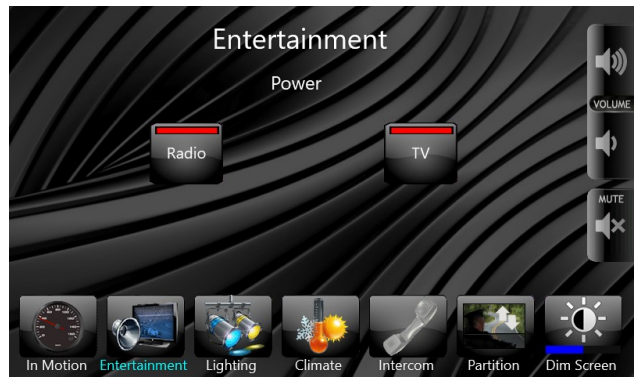 Entertainment
Power
VOLUME
Radio
TV
MUTE
In Motion
Entertainment
Lighting
Climate
Intercom
Partition
Dim Screen